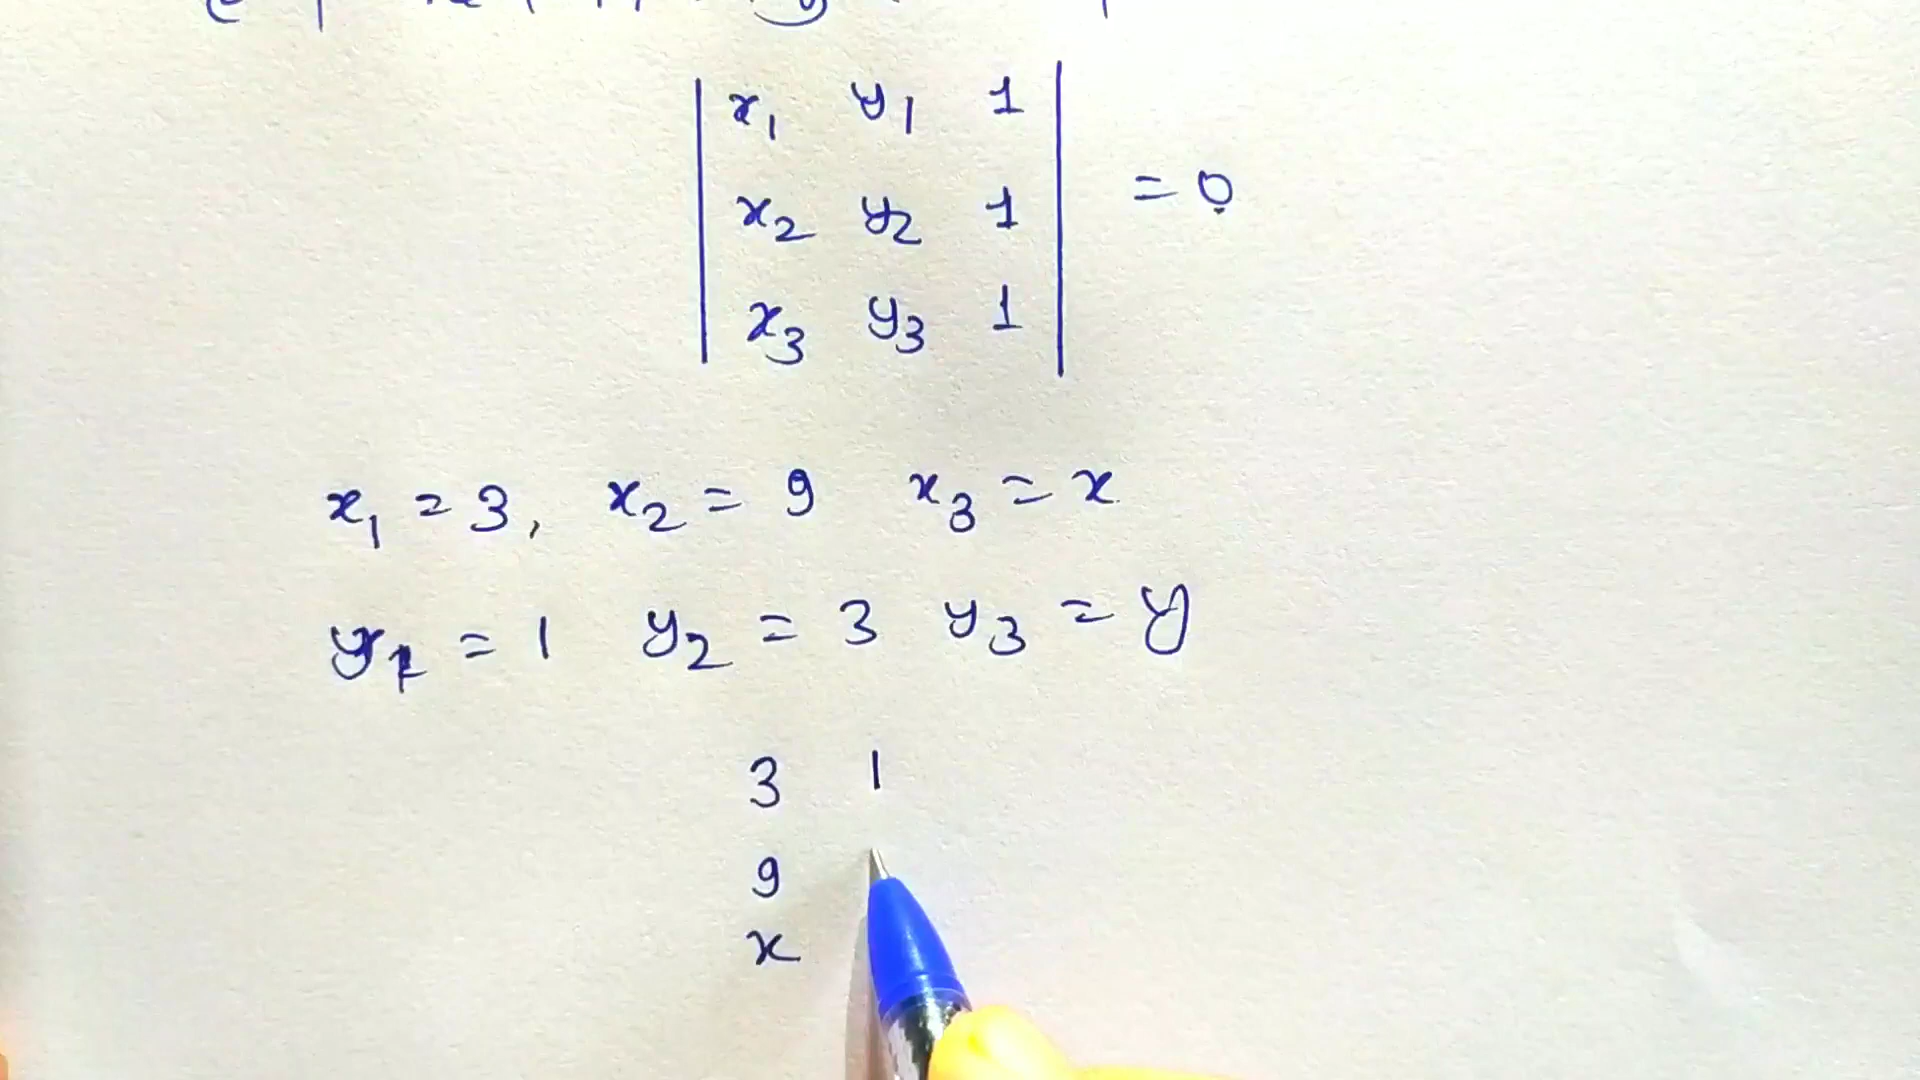 x₁ y₁ 1
x₂ y₂ 1 = 0
x₃ y₃ 1
x₁ = 3, x₂ = 9 x₃ = x
y₁ = 1 y₂ = 3 y₃ = y
3 1
9
x